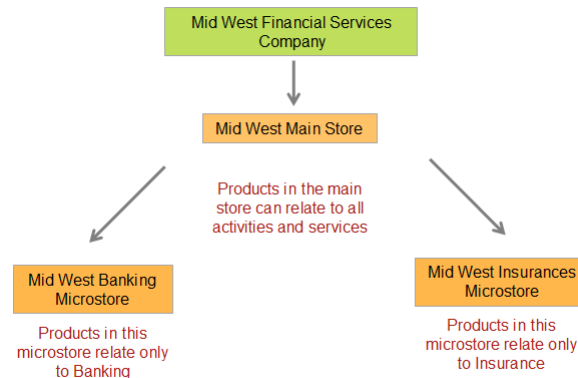 Mid West Financial Services
Company
Mid West Main Store
Products in the main
store can relate to all
activities and services
Mid West Banking
Microstore
Products in this
microstore relate only
to Banking
Mid West Insurances
Microstore
Products in this
microstore relate only
to Insurance